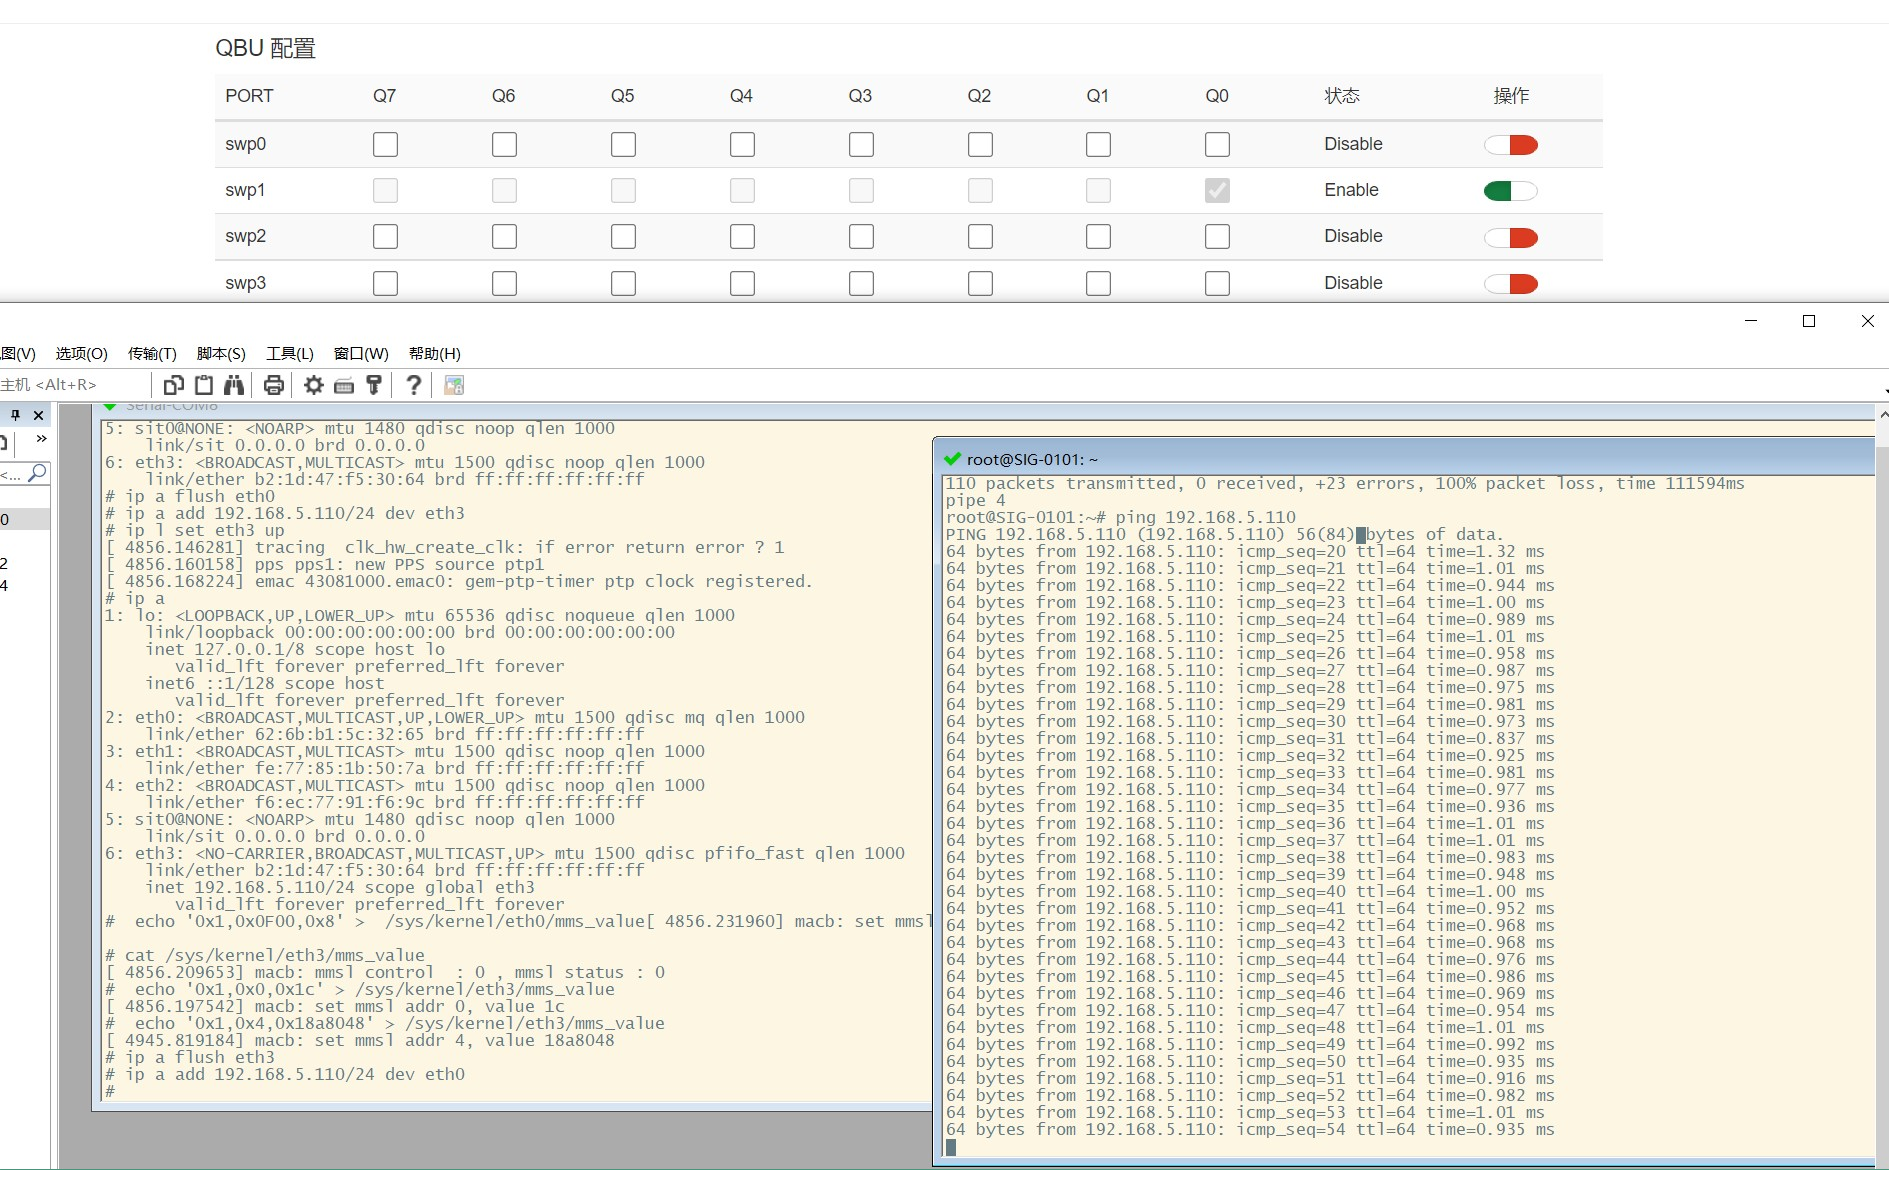 QBU 配置
PORT Q7 Q6 Q5 Q4 Q3 Q2 Q1 Q0 状态 操作
swp0 Disable
swp1 Enable
swp2 Disable
swp3 Disable
图(V) 选项(O) 传输(T) 脚本(S) 工具(L) 窗口(W) 帮助(H)
主机 <Alt+R>
Serial-COM8
<...
0
2
4
5: sit0@NONE: <NOARP> mtu 1480 qdisc noop qlen 1000
link/sit 0.0.0.0 brd 0.0.0.0
6: eth3: <BROADCAST,MULTICAST> mtu 1500 qdisc noop qlen 1000
link/ether b2:1d:47:f5:30:64 brd ff:ff:ff:ff:ff:ff
# ip a flush eth0
# ip a add 192.168.5.110/24 dev eth3
# ip l set eth3 up
[ 4856.146281] tracing  clk_hw_create_clk: if error return error ? 1
[ 4856.160158] pps pps1: new PPS source ptp1
[ 4856.168224] emac 43081000.emac0: gem-ptp-timer ptp clock registered.
# ip a
1: lo: <LOOPBACK,UP,LOWER_UP> mtu 65536 qdisc noqueue qlen 1000
link/loopback 00:00:00:00:00:00 brd 00:00:00:00:00:00
inet 127.0.0.1/8 scope host lo
valid_lft forever preferred_lft forever
inet6 ::1/128 scope host
valid_lft forever preferred_lft forever
2: eth0: <BROADCAST,MULTICAST,UP,LOWER_UP> mtu 1500 qdisc mq qlen 1000
link/ether 62:6b:b1:5c:32:65 brd ff:ff:ff:ff:ff:ff
3: eth1: <BROADCAST,MULTICAST> mtu 1500 qdisc noop qlen 1000
link/ether fe:77:85:1b:50:7a brd ff:ff:ff:ff:ff:ff
4: eth2: <BROADCAST,MULTICAST> mtu 1500 qdisc noop qlen 1000
link/ether f6:ec:77:91:f6:9c brd ff:ff:ff:ff:ff:ff
5: sit0@NONE: <NOARP> mtu 1480 qdisc noop qlen 1000
link/sit 0.0.0.0 brd 0.0.0.0
6: eth3: <NO-CARRIER,BROADCAST,MULTICAST,UP> mtu 1500 qdisc pfifo_fast qlen 1000
link/ether b2:1d:47:f5:30:64 brd ff:ff:ff:ff:ff:ff
inet 192.168.5.110/24 scope global eth3
valid_lft forever preferred_lft forever
#  echo '0x1,0x0F00,0x8' >  /sys/kernel/eth0/mms_value[ 4856.231960] macb: set mmsl
# cat /sys/kernel/eth3/mms_value
[ 4856.209653] macb: mmsl control  : 0 , mmsl status : 0
#  echo '0x1,0x0,0x1c' > /sys/kernel/eth3/mms_value
[ 4856.197542] macb: set mmsl addr 0, value 1c
#  echo '0x1,0x4,0x18a8048' > /sys/kernel/eth3/mms_value
[ 4945.819184] macb: set mmsl addr 4, value 18a8048
# ip a flush eth3
# ip a add 192.168.5.110/24 dev eth0
#
root@SIG-0101: ~
110 packets transmitted, 0 received, +23 errors, 100% packet loss, time 111594ms
pipe 4
root@SIG-0101:~# ping 192.168.5.110
PING 192.168.5.110 (192.168.5.110) 56(84) bytes of data.
64 bytes from 192.168.5.110: icmp_seq=20 ttl=64 time=1.32 ms
64 bytes from 192.168.5.110: icmp_seq=21 ttl=64 time=1.01 ms
64 bytes from 192.168.5.110: icmp_seq=22 ttl=64 time=0.944 ms
64 bytes from 192.168.5.110: icmp_seq=23 ttl=64 time=1.00 ms
64 bytes from 192.168.5.110: icmp_seq=24 ttl=64 time=0.989 ms
64 bytes from 192.168.5.110: icmp_seq=25 ttl=64 time=1.01 ms
64 bytes from 192.168.5.110: icmp_seq=26 ttl=64 time=0.958 ms
64 bytes from 192.168.5.110: icmp_seq=27 ttl=64 time=0.987 ms
64 bytes from 192.168.5.110: icmp_seq=28 ttl=64 time=0.975 ms
64 bytes from 192.168.5.110: icmp_seq=29 ttl=64 time=0.981 ms
64 bytes from 192.168.5.110: icmp_seq=30 ttl=64 time=0.973 ms
64 bytes from 192.168.5.110: icmp_seq=31 ttl=64 time=0.837 ms
64 bytes from 192.168.5.110: icmp_seq=32 ttl=64 time=0.925 ms
64 bytes from 192.168.5.110: icmp_seq=33 ttl=64 time=0.981 ms
64 bytes from 192.168.5.110: icmp_seq=34 ttl=64 time=0.977 ms
64 bytes from 192.168.5.110: icmp_seq=35 ttl=64 time=0.936 ms
64 bytes from 192.168.5.110: icmp_seq=36 ttl=64 time=1.01 ms
64 bytes from 192.168.5.110: icmp_seq=37 ttl=64 time=1.01 ms
64 bytes from 192.168.5.110: icmp_seq=38 ttl=64 time=0.983 ms
64 bytes from 192.168.5.110: icmp_seq=39 ttl=64 time=0.948 ms
64 bytes from 192.168.5.110: icmp_seq=40 ttl=64 time=1.00 ms
64 bytes from 192.168.5.110: icmp_seq=41 ttl=64 time=0.952 ms
64 bytes from 192.168.5.110: icmp_seq=42 ttl=64 time=0.968 ms
64 bytes from 192.168.5.110: icmp_seq=43 ttl=64 time=0.968 ms
64 bytes from 192.168.5.110: icmp_seq=44 ttl=64 time=0.976 ms
64 bytes from 192.168.5.110: icmp_seq=45 ttl=64 time=0.986 ms
64 bytes from 192.168.5.110: icmp_seq=46 ttl=64 time=0.969 ms
64 bytes from 192.168.5.110: icmp_seq=47 ttl=64 time=0.954 ms
64 bytes from 192.168.5.110: icmp_seq=48 ttl=64 time=1.01 ms
64 bytes from 192.168.5.110: icmp_seq=49 ttl=64 time=0.992 ms
64 bytes from 192.168.5.110: icmp_seq=50 ttl=64 time=0.935 ms
64 bytes from 192.168.5.110: icmp_seq=51 ttl=64 time=0.916 ms
64 bytes from 192.168.5.110: icmp_seq=52 ttl=64 time=0.982 ms
64 bytes from 192.168.5.110: icmp_seq=53 ttl=64 time=1.01 ms
64 bytes from 192.168.5.110: icmp_seq=54 ttl=64 time=0.935 ms